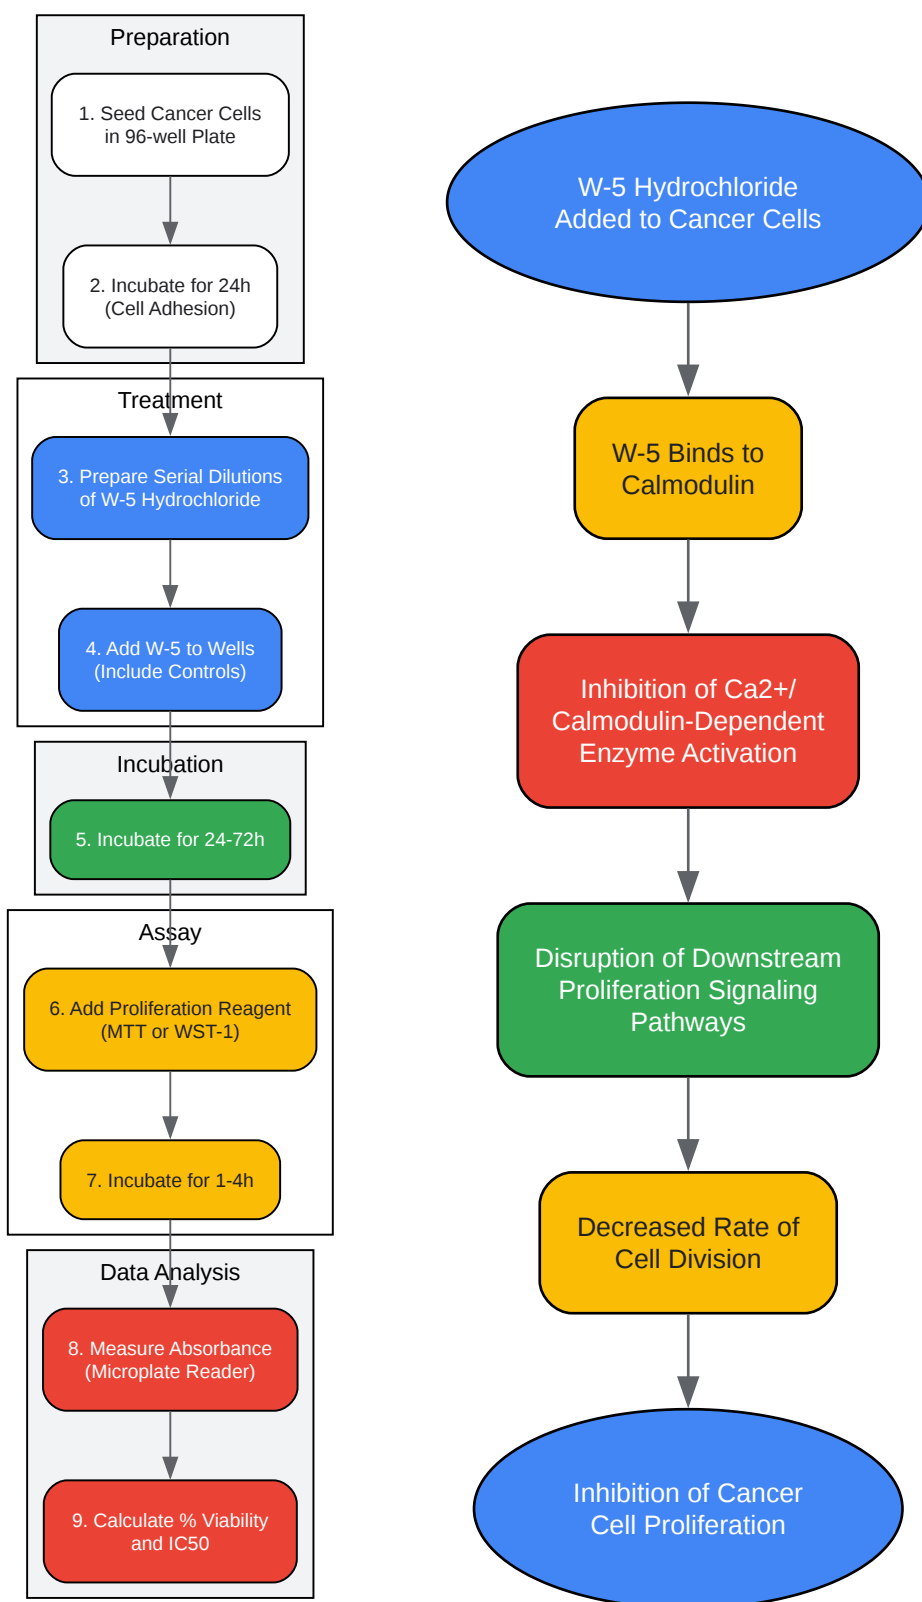 Preparation
1. Seed Cancer Cells
in 96-well Plate
2. Incubate for 24h
(Cell Adhesion)
Treatment
3. Prepare Serial Dilutions
of W-5 Hydrochloride
4. Add W-5 to Wells
(Include Controls)
Incubation
5. Incubate for 24-72h
Assay
6. Add Proliferation Reagent
(MTT or WST-1)
7. Incubate for 1-4h
Data Analysis
8. Measure Absorbance
(Microplate Reader)
9. Calculate % Viability
and IC50
W-5 Hydrochloride
Added to Cancer Cells
W-5 Binds to
Calmodulin
Inhibition of Ca2+/
Calmodulin-Dependent
Enzyme Activation
Disruption of Downstream
Proliferation Signaling
Pathways
Decreased Rate of
Cell Division
Inhibition of Cancer
Cell Proliferation